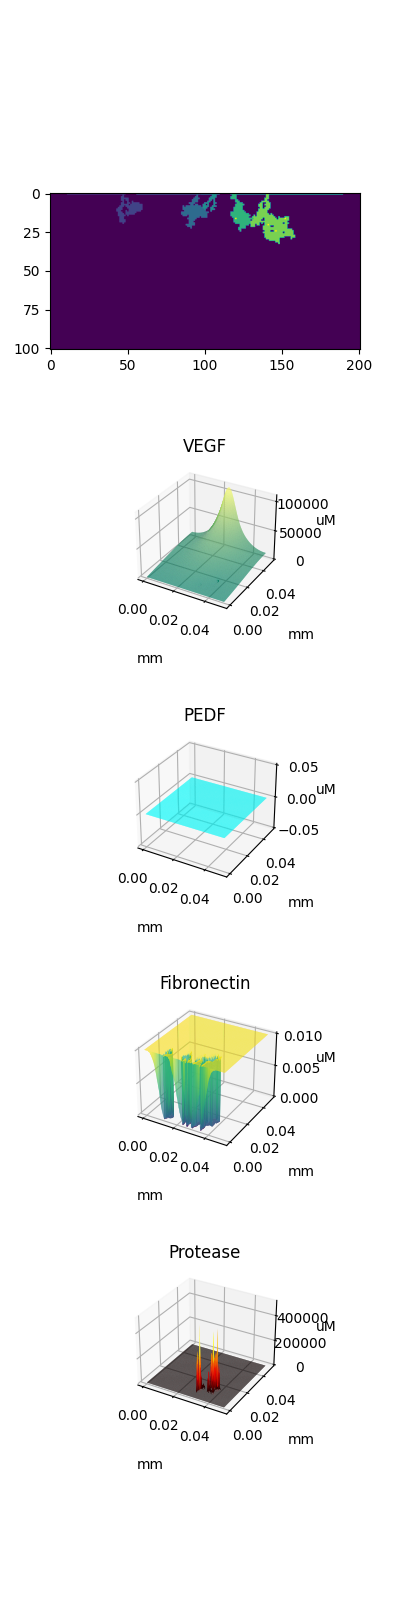 0
25
50
75
100
0 50 100 150 200
VEGF
100000
uM
50000
0
0.00 0.02 0.04
0.04
0.02
0.00
mm
mm
PEDF
0.05
0.00 uM
−0.05
0.00 0.02 0.04
0.04
0.02
0.00
mm
mm
Fibronectin
0.010
uM
0.005
0.000
0.00 0.02 0.04
0.04
0.02
0.00
mm
mm
Protease
400000
uM
200000
0
0.00 0.02 0.04
0.04
0.02
0.00
mm
mm